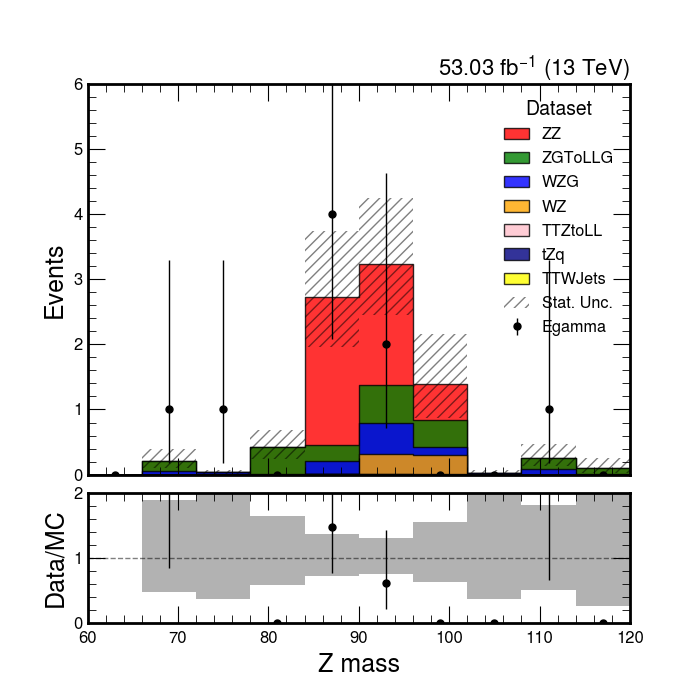 53.03 fb⁻¹ (13 TeV)
6
5
4
3
2
1
0
Events
Dataset
ZZ
ZGToLLG
WZG
WZ
TTZtoLL
tZq
TTWJets
Stat. Unc.
Egamma
2
1
0
Data/MC
60 70 80 90 100 110 120
Z mass